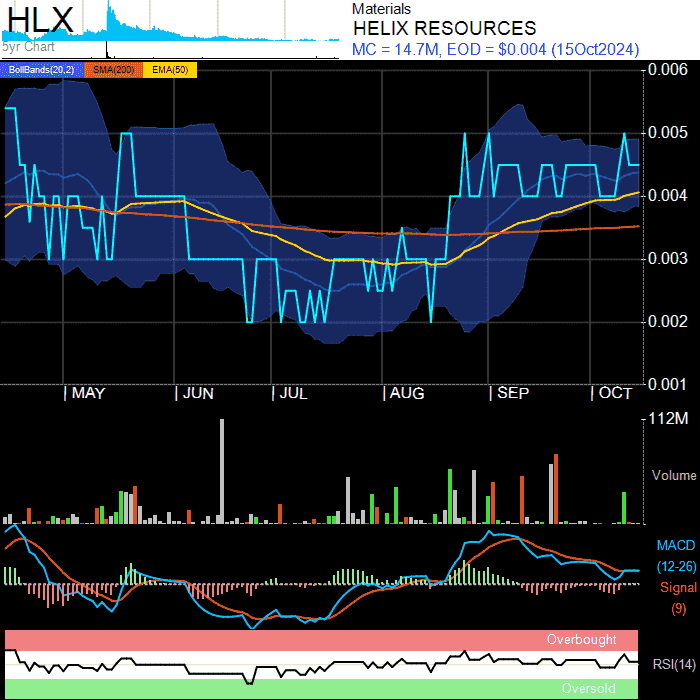 HLX
5yr Chart
Materials
HELIX RESOURCES
MC = 14.7M, EOD = $0.004 (15Oct2024)
BollBands(20,2) SMA(200) EMA(50)
0.006
0.005
0.004
0.003
0.002
0.001
MAY JUN JUL AUG SEP OCT
112M
Volume
MACD
(12-26)
Signal
(9)
Overbought
RSI(14)
Oversold